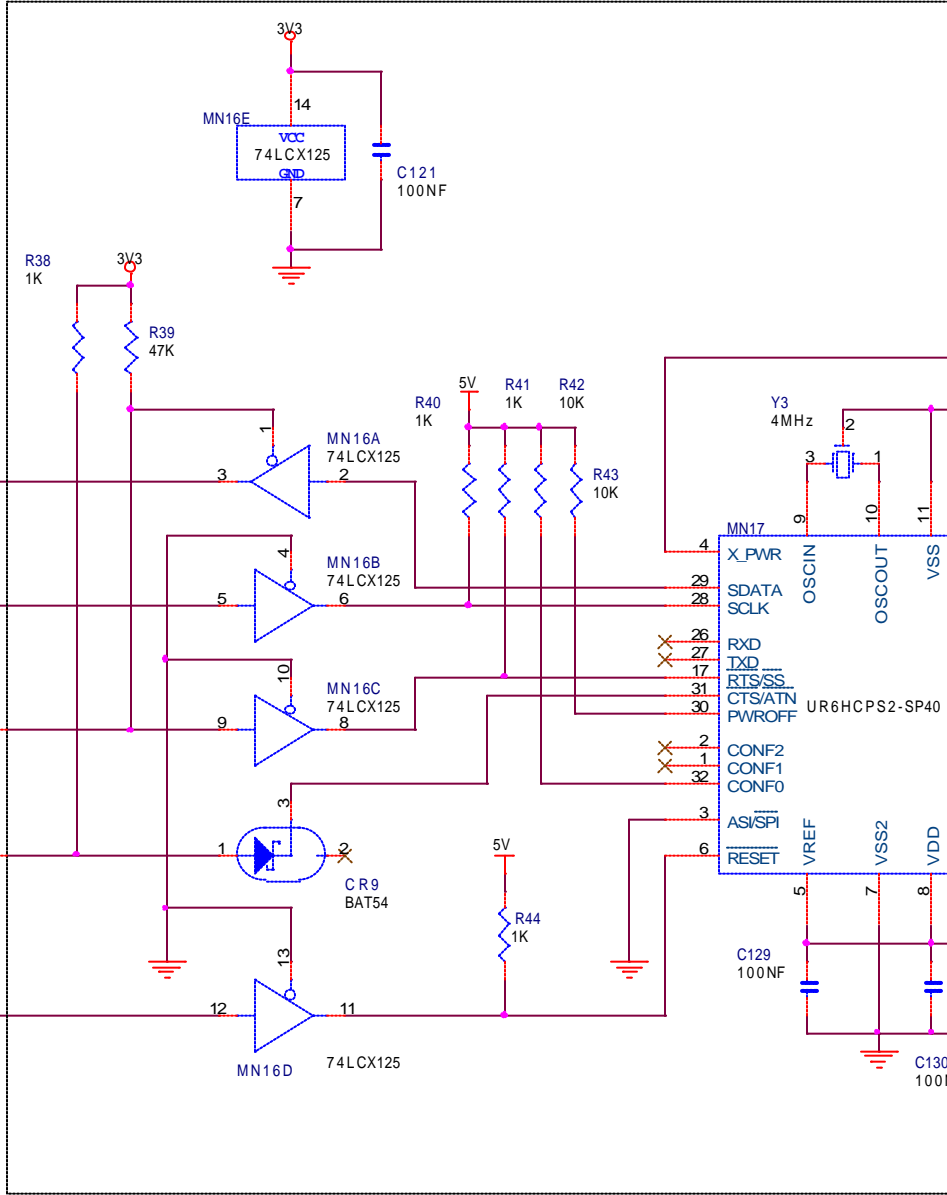 3V3
14
MN16E
VCC
74LCX125
GND
7
C121
100NF
R38
1K
3V3
R39
47K
5V
R40
1K
R41
1K
R42
10K
R43
10K
Y3
4MHz
2
3
1
1
MN16A
74LCX125
3
2
9
10
11
MN17
4
X_PWR
OSCIN
OSCOUT
VSS
4
MN16B
74LCX125
5
6
29
SDATA
28
SCLK
26
RXD
27
TXD
17
RTS/SS
31
CTS/ATN
30
PWROFF
UR6HCPS2-SP40
10
MN16C
74LCX125
9
8
2
CONF2
1
CONF1
32
CONF0
3
3
ASI/SPI
1
2
CR9
BAT54
5V
6
RESET
VREF
VSS2
VDD
5
7
8
R44
1K
13
C129
100NF
12
11
MN16D
74LCX125
C130